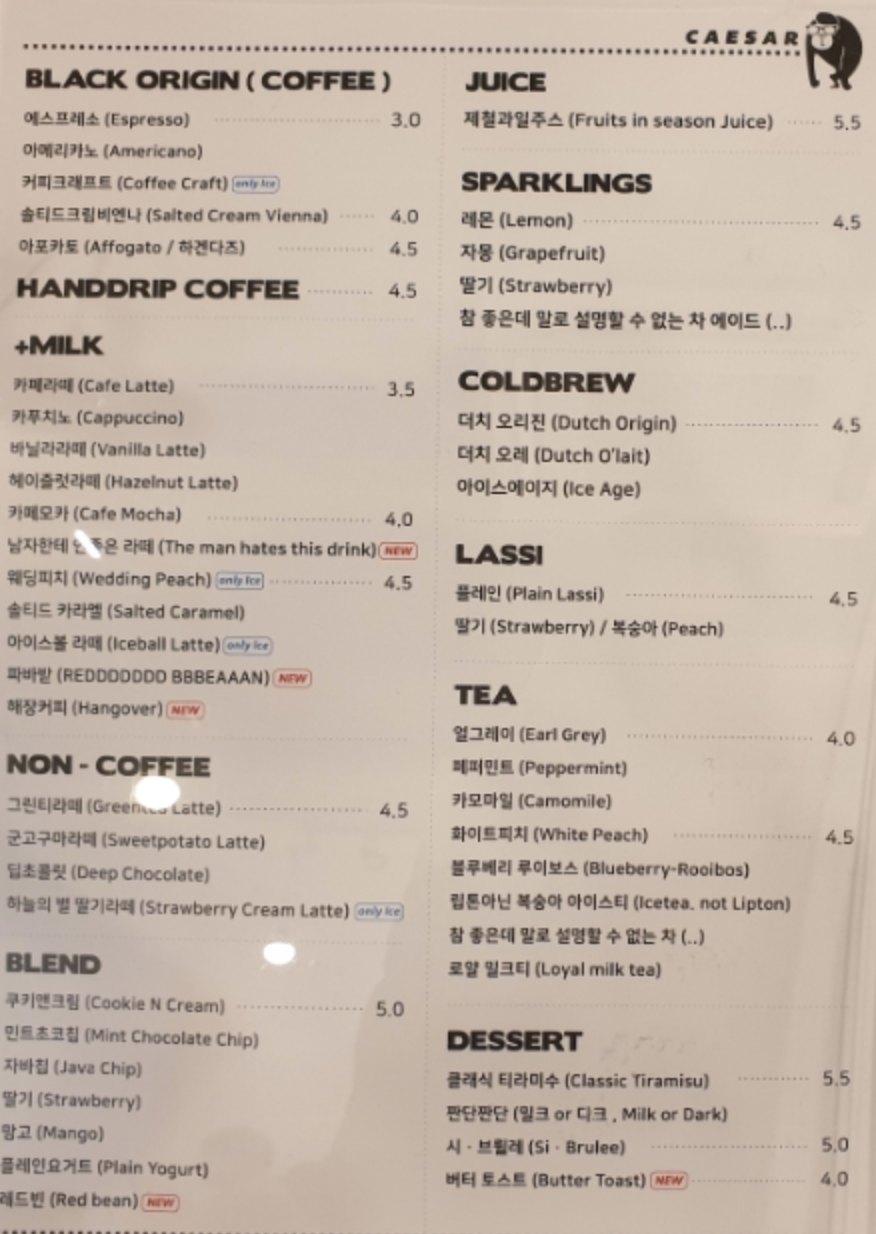 CAESAR
BLACK ORIGIN ( COFFEE )
에스프레소 (Espresso) 3.0
아메리카노 (Americano)
커피크래프트 (Coffee Craft) only Ice
솔티드크림비엔나 (Salted Cream Vienna) 4.0
아포카토 (Affogato / 하겐다즈) 4.5
HANDDRIP COFFEE 4.5
+MILK
카페라떼 (Cafe Latte) 3.5
카푸치노 (Cappuccino)
바닐라라떼 (Vanilla Latte)
헤이즐럿라떼 (Hazelnut Latte)
카페모카 (Cafe Mocha) 4.0
남자한테 라떼 (The man hates this drink) NEW
웨딩피치 (Wedding Peach) only Ice 4.5
솔티드 카라멜 (Salted Caramel)
아이스볼 라떼 (Iceball Latte) only Ice
파바밭 (REDDDDDDD BBBEAAAN) NEW
해장커피 (Hangover) NEW
NON - COFFEE
그린티라떼 Latte) 4.5
군고구마라떼 (Sweetpotato Latte)
딥초콜릿 (Deep Chocolate)
하늘의 별 딸기라떼 (Strawberry Cream Latte) only Ice
BLEND
쿠키앤크림 (Cookie N Cream) 5.0
민트초코칩 (Mint Chocolate Chip)
자바칩 (Java Chip)
딸기 (Strawberry)
망고 (Mango)
플레인요거트 (Plain Yogurt)
레드빈 (Red bean) NEW
JUICE
제철과일주스 (Fruits in season Juice) 5.5
SPARKLINGS
레몬 (Lemon) 4.5
자몽 (Grapefruit)
딸기 (Strawberry)
참 좋은데 말로 설명할 수 없는 차 에이드 (..)
COLDBREW
더치 오리진 (Dutch Origin) 4.5
더치 오레 (Dutch O'lait)
아이스에이지 (Ice Age)
LASSI
플레인 (Plain Lassi) 4.5
딸기 (Strawberry) / 복숭아 (Peach)
TEA
얼그레이 (Earl Grey) 4.0
페퍼민트 (Peppermint)
카모마일 (Camomile)
화이트피치 (White Peach) 4.5
블루베리 루이보스 (Blueberry-Rooibos)
립톤아닌 복숭아 아이스티 (Icetea. not Lipton)
참 좋은데 말로 설명할 수 없는 차 (..)
로얄 밀크티 (Loyal milk tea)
DESSERT
클래식 티라미수 (Classic Tiramisu) 5.5
짠단짠단 (밀크 or 다크 , Milk or Dark)
시 · 브륄레 (Si · Brulee) 5.0
버터 토스트 (Butter Toast) NEW 4.0